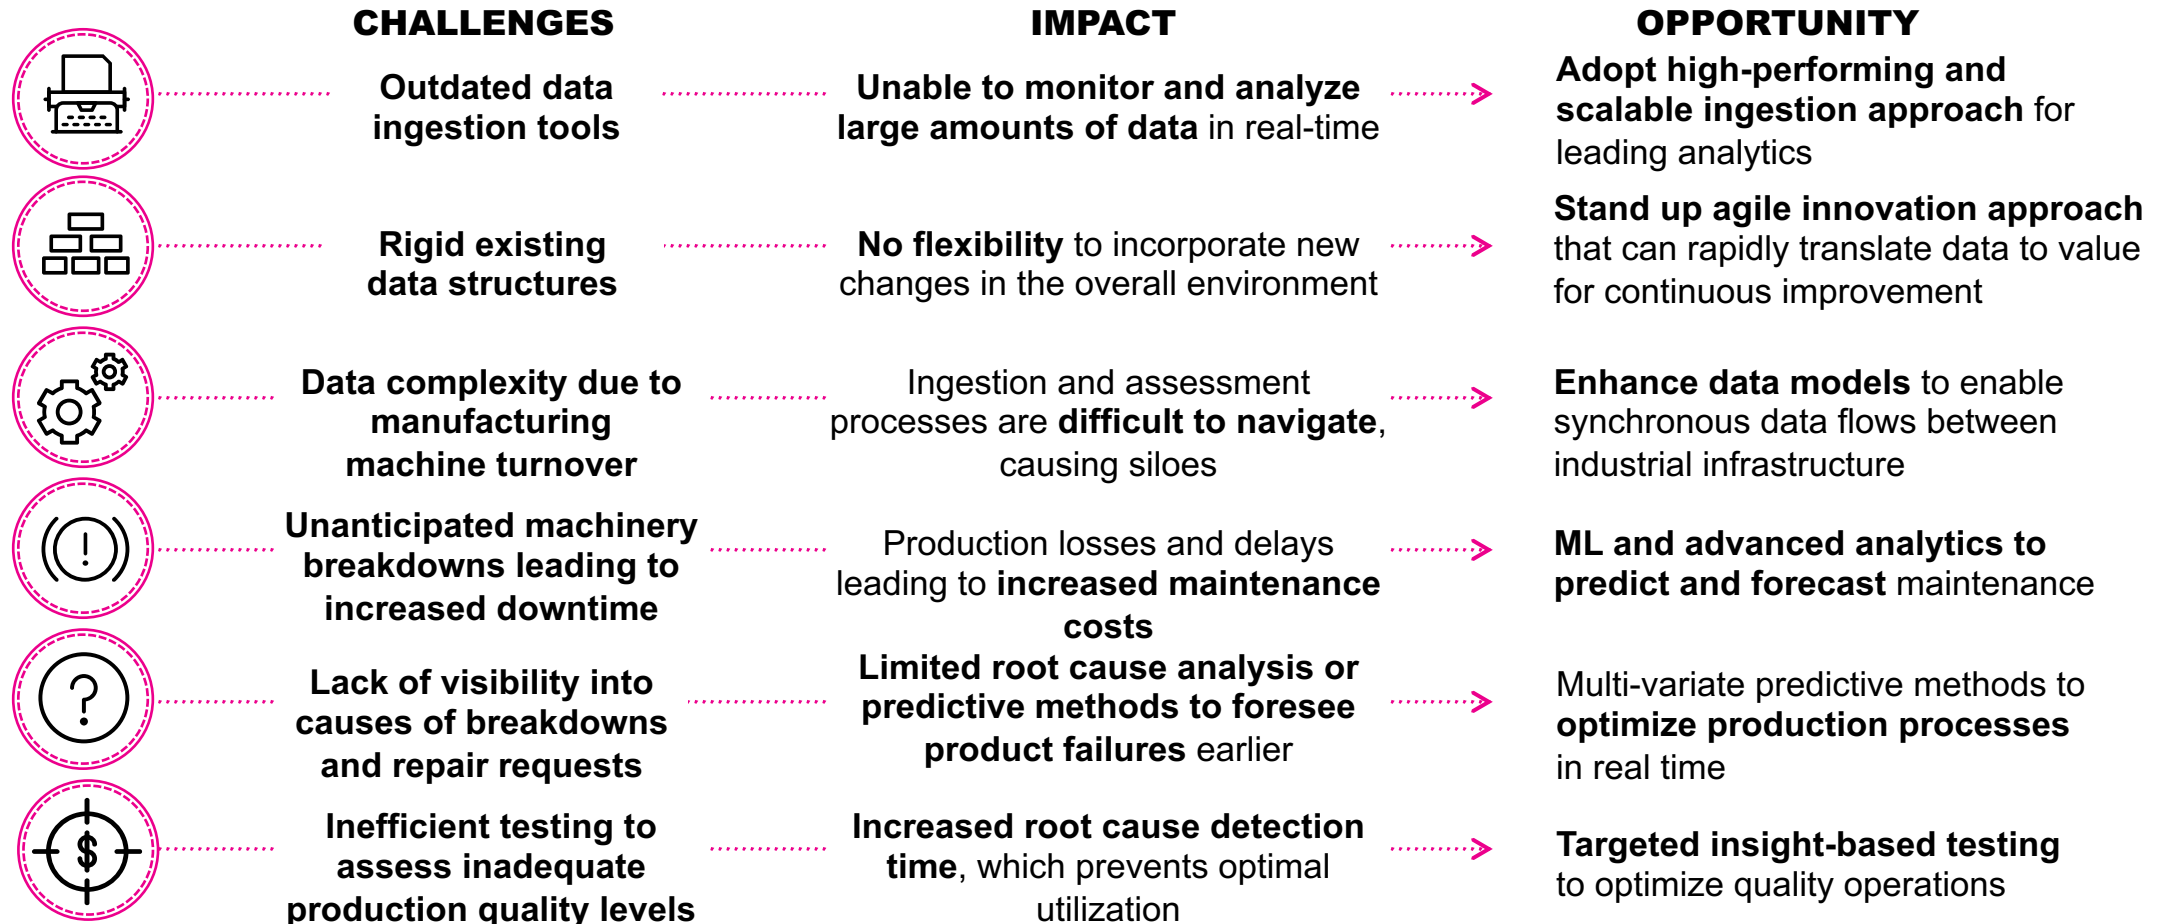 CHALLENGES
IMPACT
OPPORTUNITY
Outdated data
ingestion tools
Unable to monitor and analyze
large amounts of data in real-time
Adopt high-performing and
scalable ingestion approach for
leading analytics
Rigid existing
data structures
No flexibility to incorporate new
changes in the overall environment
Stand up agile innovation approach
that can rapidly translate data to value
for continuous improvement
Data complexity due to
manufacturing
machine turnover
Ingestion and assessment
processes are difficult to navigate,
causing siloes
Enhance data models to enable
synchronous data flows between
industrial infrastructure
Unanticipated machinery
breakdowns leading to
increased downtime
Production losses and delays
leading to increased maintenance
costs
ML and advanced analytics to
predict and forecast maintenance
Lack of visibility into
causes of breakdowns
and repair requests
Limited root cause analysis or
predictive methods to foresee
product failures earlier
Multi-variate predictive methods to
optimize production processes
in real time
$
Inefficient testing to
assess inadequate
production quality levels
Increased root cause detection
time, which prevents optimal
utilization
Targeted insight-based testing
to optimize quality operations